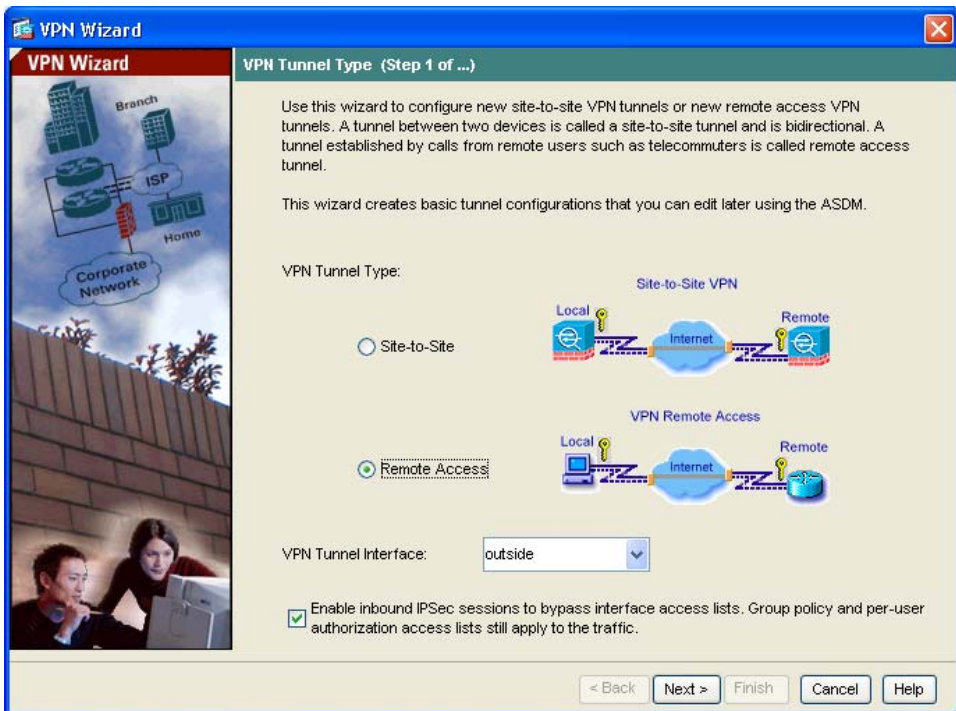 VPN Wizard
VPN Wizard
Branch
ISP
Home
Corporate
Network
VPN Tunnel Type (Step 1 of ...)
Use this wizard to configure new site-to-site VPN tunnels or new remote access VPN
tunnels. A tunnel between two devices is called a site-to-site tunnel and is bidirectional. A
tunnel established by calls from remote users such as telecommuters is called remote access
tunnel.
This wizard creates basic tunnel configurations that you can edit later using the ASDM.
VPN Tunnel Type:
Site-to-Site VPN
Local
Remote
Internet
Site-to-Site
VPN Remote Access
Local
Remote
Internet
Remote Access
VPN Tunnel Interface:
outside
Enable inbound IPSec sessions to bypass interface access lists. Group policy and per-user
authorization access lists still apply to the traffic.
< Back
Next >
Finish
Cancel
Help